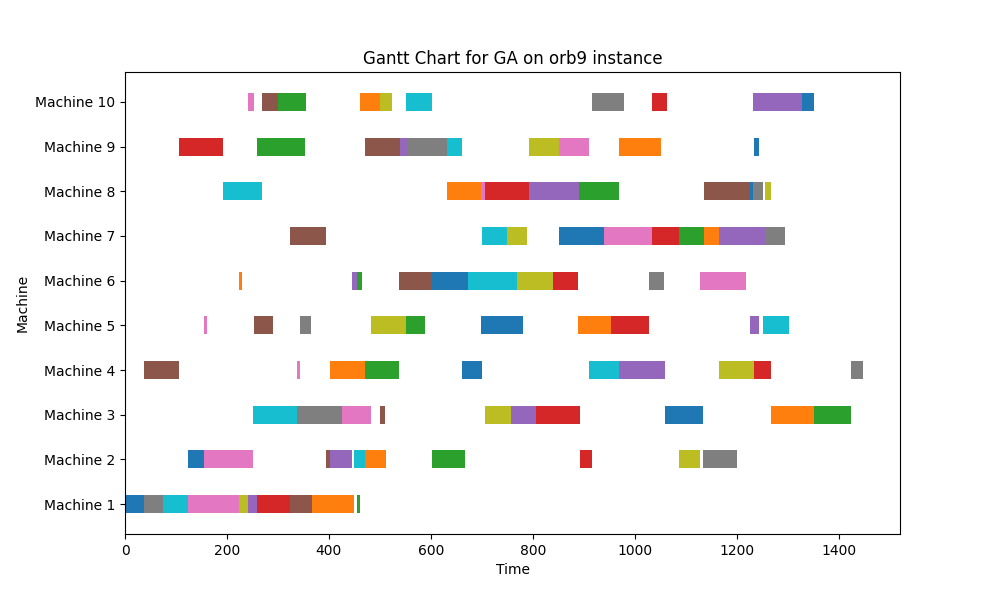 Gantt Chart for GA on orb9 instance
Machine 10
Machine 9
Machine 8
Machine 7
Machine 6
Machine 5
Machine 4
Machine 3
Machine 2
Machine 1
Machine
0 200 400 600 800 1000 1200 1400
Time